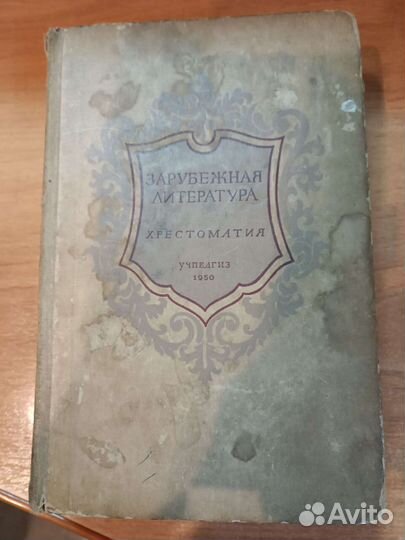 ЗАРУБЕЖНАЯ
ЛИТЕРАТУРА
ХРЕСТОМАТИЯ
УЧПЕДГИЗ
1950
Avito